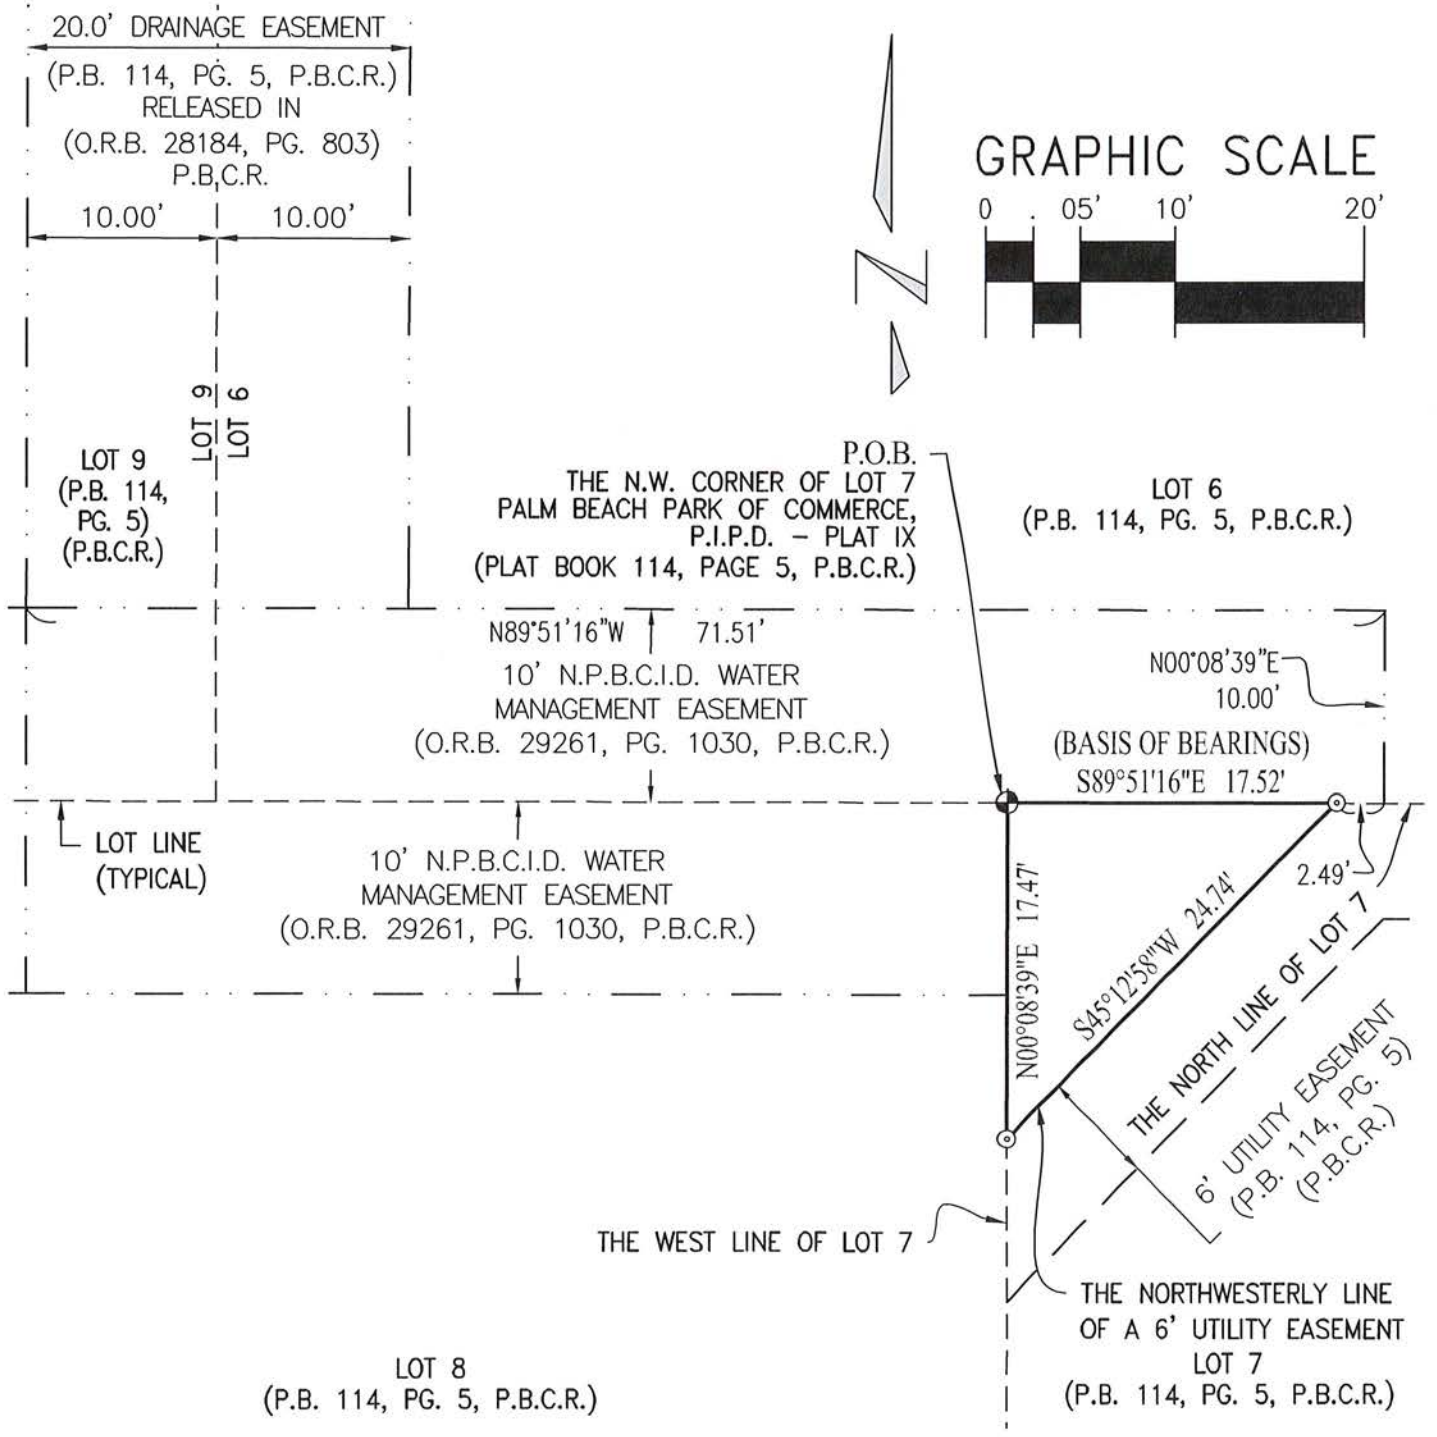 20.0' DRAINAGE EASEMENT
(P.B. 114, PG. 5, P.B.C.R.)
RELEASED IN
(O.R.B. 28184, PG. 803)
P.B.C.R.
10.00' 10.00'
GRAPHIC SCALE
0 . 05' 10' 20'
N
LOT 9
LOT 6
LOT 9
(P.B. 114,
PG. 5)
(P.B.C.R.)
P.O.B.
THE N.W. CORNER OF LOT 7
PALM BEACH PARK OF COMMERCE,
P.I.P.D. - PLAT IX
(PLAT BOOK 114, PAGE 5, P.B.C.R.)
LOT 6
(P.B. 114, PG. 5, P.B.C.R.)
N89°51'16"W 71.51'
10' N.P.B.C.I.D. WATER
MANAGEMENT EASEMENT
(O.R.B. 29261, PG. 1030, P.B.C.R.)
N00°08'39"E
10.00'
(BASIS OF BEARINGS)
S89°51'16"E 17.52'
LOT LINE
(TYPICAL)
10' N.P.B.C.I.D. WATER
MANAGEMENT EASEMENT
(O.R.B. 29261, PG. 1030, P.B.C.R.)
N00°08'39"E 17.47'
S45°12'58"W 24.74'
2.49'
THE NORTH LINE OF LOT 7
6' UTILITY EASEMENT
(P.B. 114, PG. 5)
(P.B.C.R.)
THE WEST LINE OF LOT 7
THE NORTHWESTERLY LINE
OF A 6' UTILITY EASEMENT
LOT 7
(P.B. 114, PG. 5, P.B.C.R.)
LOT 8
(P.B. 114, PG. 5, P.B.C.R.)